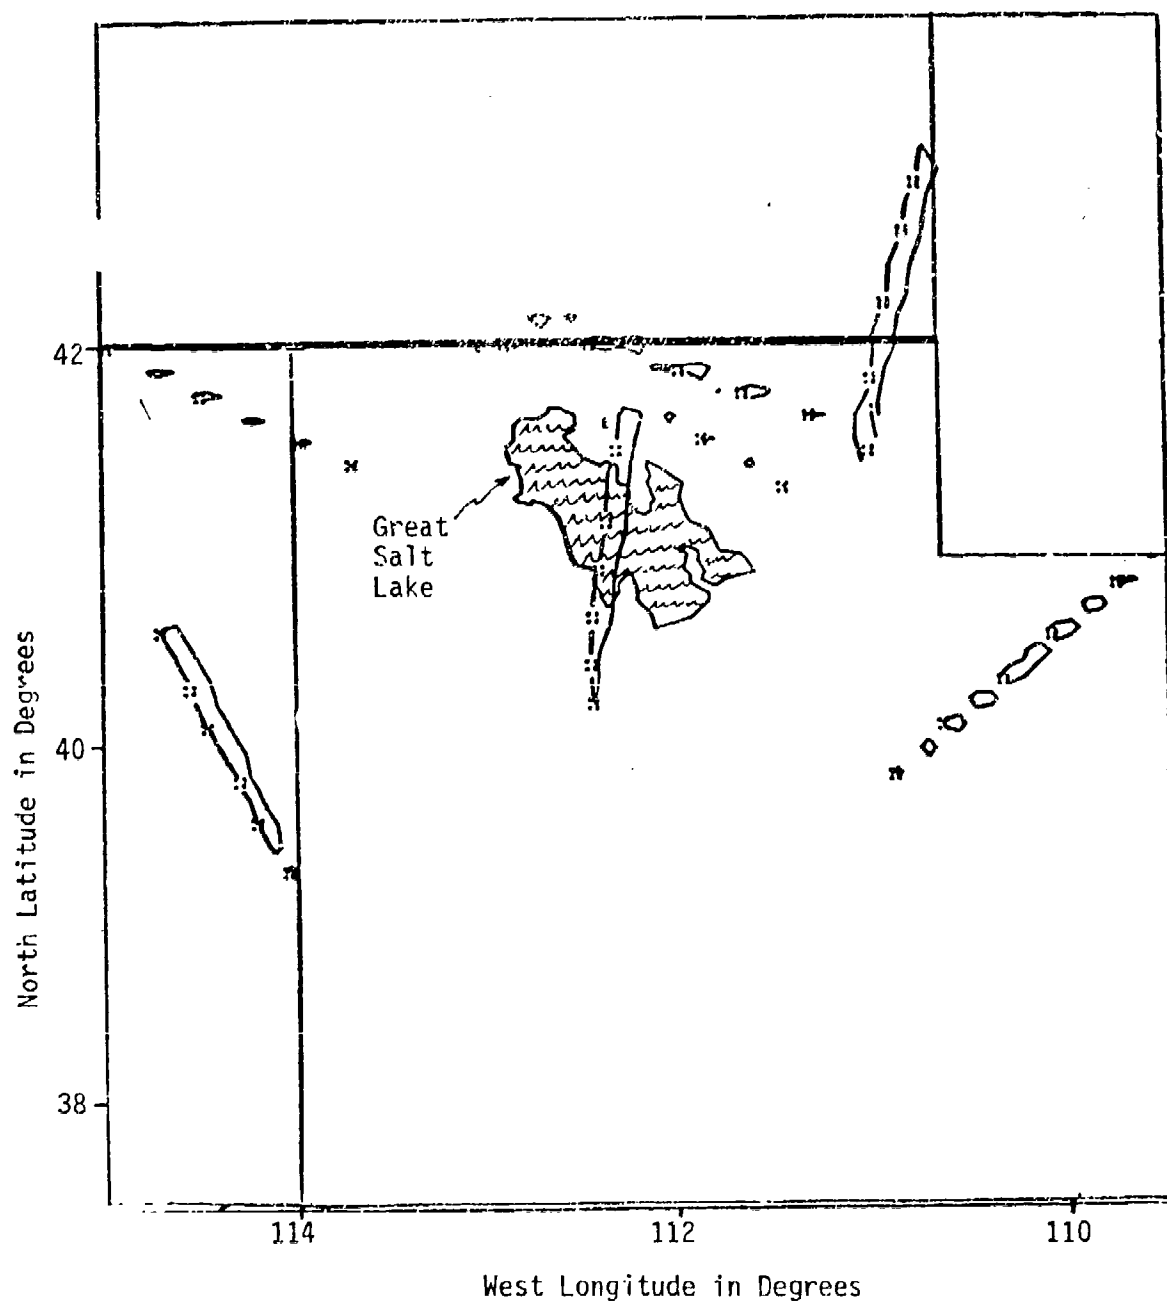 42
Great
Salt
Lake
40
38
North Latitude in Degrees
114
112
110
West Longitude in Degrees